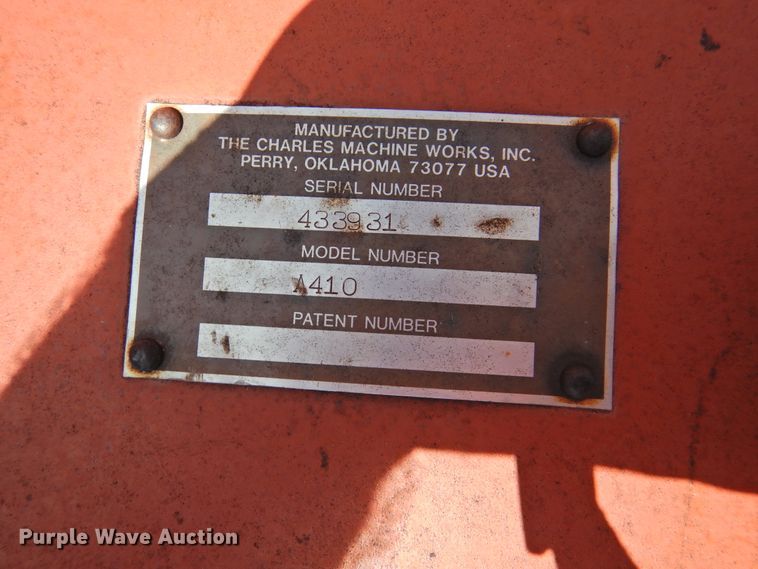 MANUFACTURED BY
THE CHARLES MACHINE WORKS, INC.
PERRY, OKLAHOMA 73077 USA
SERIAL NUMBER
433931
MODEL NUMBER
A410
PATENT NUMBER
Purple Wave Auction